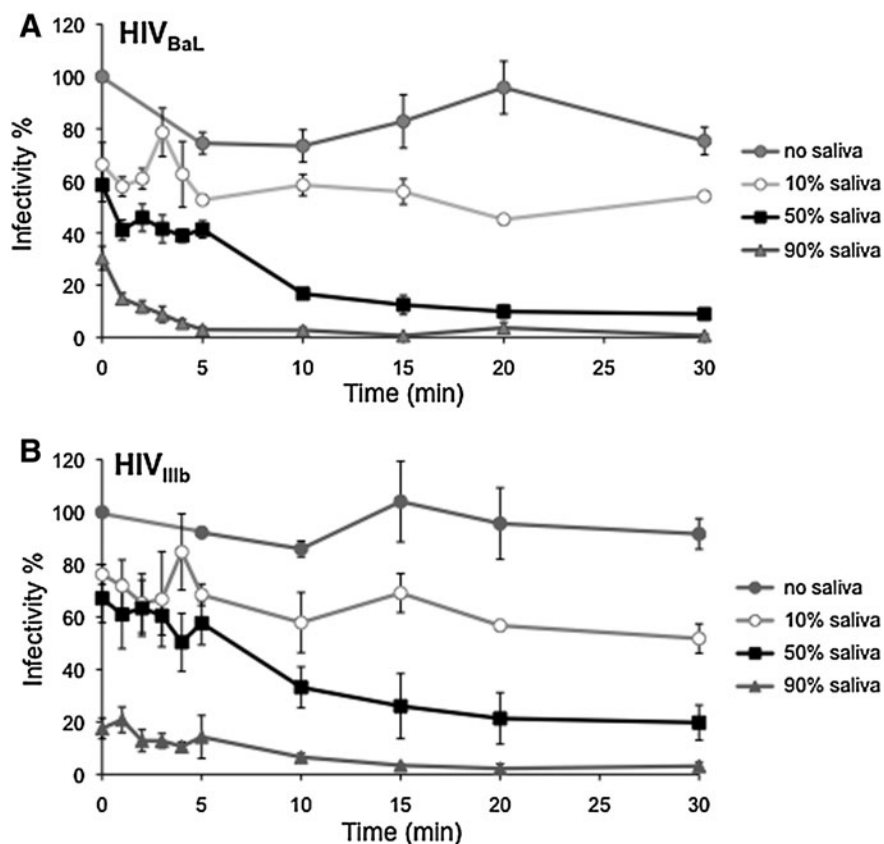 A
HIV_BaL
Infectivity %
120
100
80
60
40
20
0
0 5 10 15 20 25 30
Time (min)
no saliva
10% saliva
50% saliva
90% saliva
B
HIV_IIIb
Infectivity %
120
100
80
60
40
20
0
0 5 10 15 20 25 30
Time (min)
no saliva
10% saliva
50% saliva
90% saliva